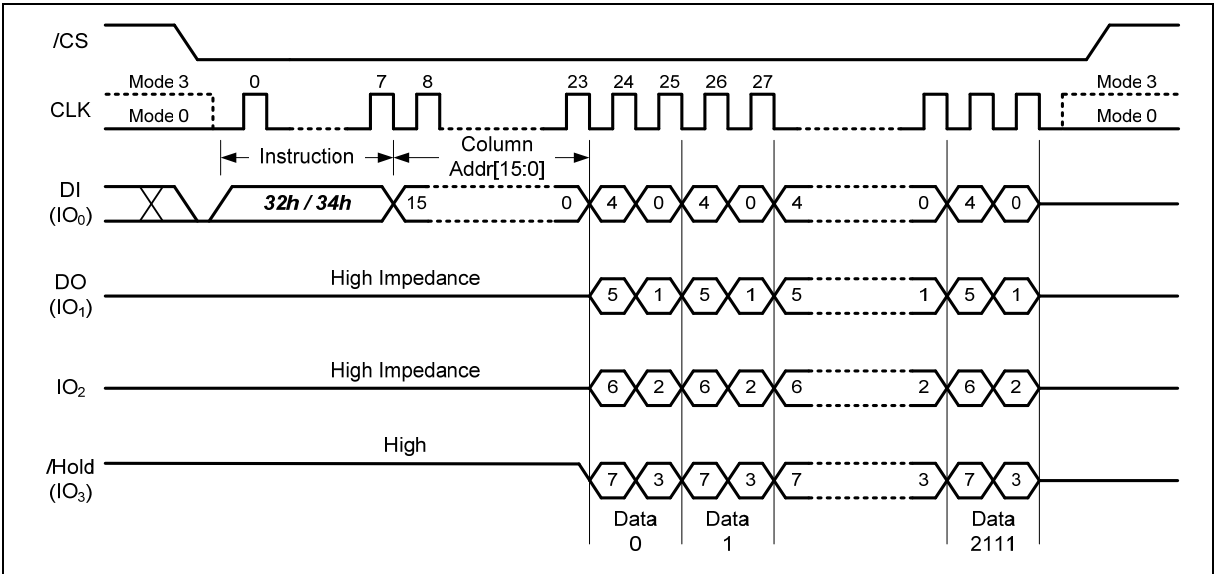 /CS
Mode 3 0 7 8 23 24 25 26 27 Mode 3
CLK
Mode 0 Mode 0
Instruction
Column
Addr[15:0]
DI
(IO₀)
32h / 34h 15 0 4 0 4 0 4 0 4 0
DO
(IO₁)
High Impedance
5 1 5 1 5 1 5 1
IO₂
High Impedance
6 2 6 2 6 2 6 2
/Hold
(IO₃)
High
7 3 7 3 7 3 7 3
Data
0
Data
1
Data
2111